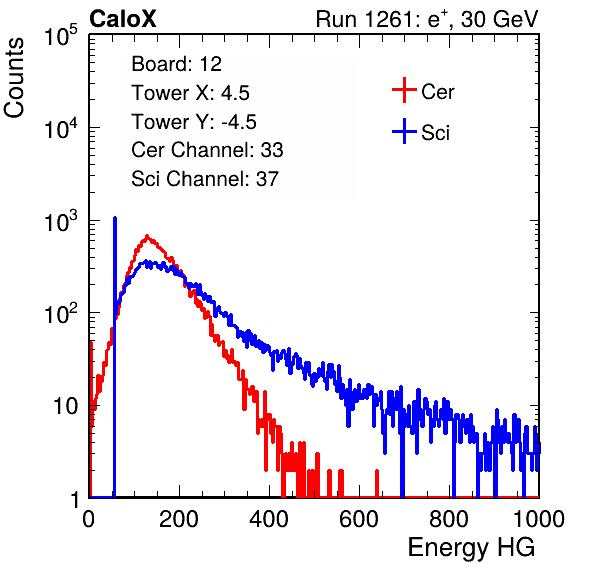 CaloX Run 1261: e⁺, 30 GeV
Counts
Board: 12
Tower X: 4.5
Tower Y: -4.5
Cer Channel: 33
Sci Channel: 37
Cer
Sci
10⁵
10⁴
10³
10²
10
1
0 200 400 600 800 1000
Energy HG